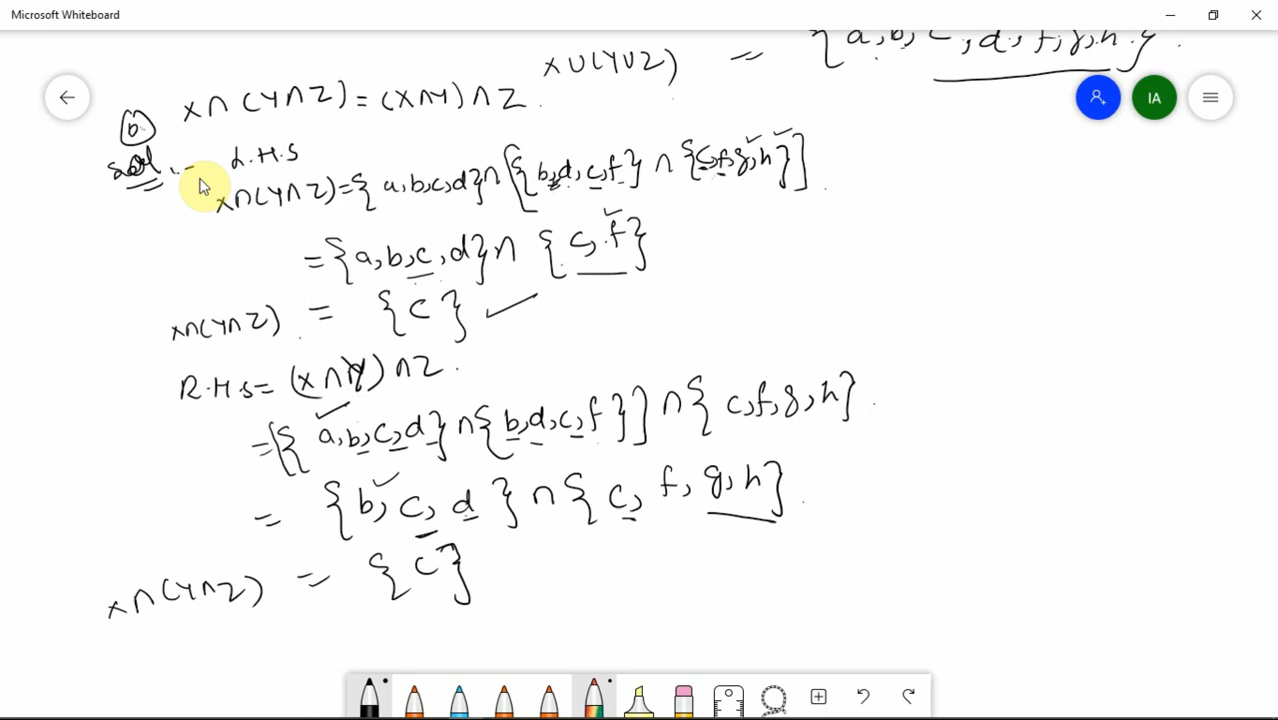 Microsoft Whiteboard
X∪(Y∪Z) = {a,b,c,d,f,g,h}.
(b) X∩(Y∩Z)=(X∩Y)∩Z.
IA
Sol:- L.H.S
X∩(Y∩Z)={a,b,c,d}∩[{b,d,c,f}∩{c,f,g,h}].
={a,b,c,d}∩{c,f}
X∩(Y∩Z) = {c}
R.H.S=(X∩Y)∩Z.
=[{a,b,c,d}∩{b,d,c,f}]∩{c,f,g,h}.
={b,c,d}∩{c,f,g,h}.
X∩(Y∩Z) = {c}